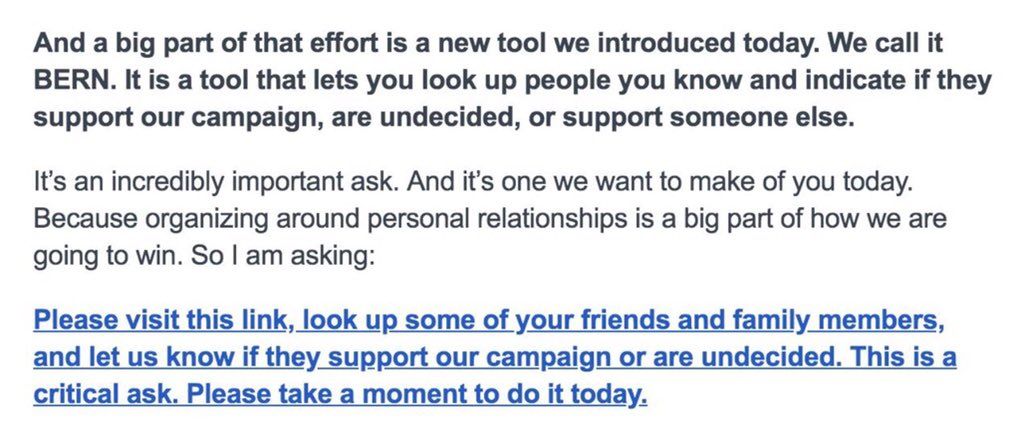 And a big part of that effort is a new tool we introduced today. We call it
BERN. It is a tool that lets you look up people you know and indicate if they
support our campaign, are undecided, or support someone else.
It’s an incredibly important ask. And it’s one we want to make of you today.
Because organizing around personal relationships is a big part of how we are
going to win. So I am asking:
Please visit this link, look up some of your friends and family members,
and let us know if they support our campaign or are undecided. This is a
critical ask. Please take a moment to do it today.